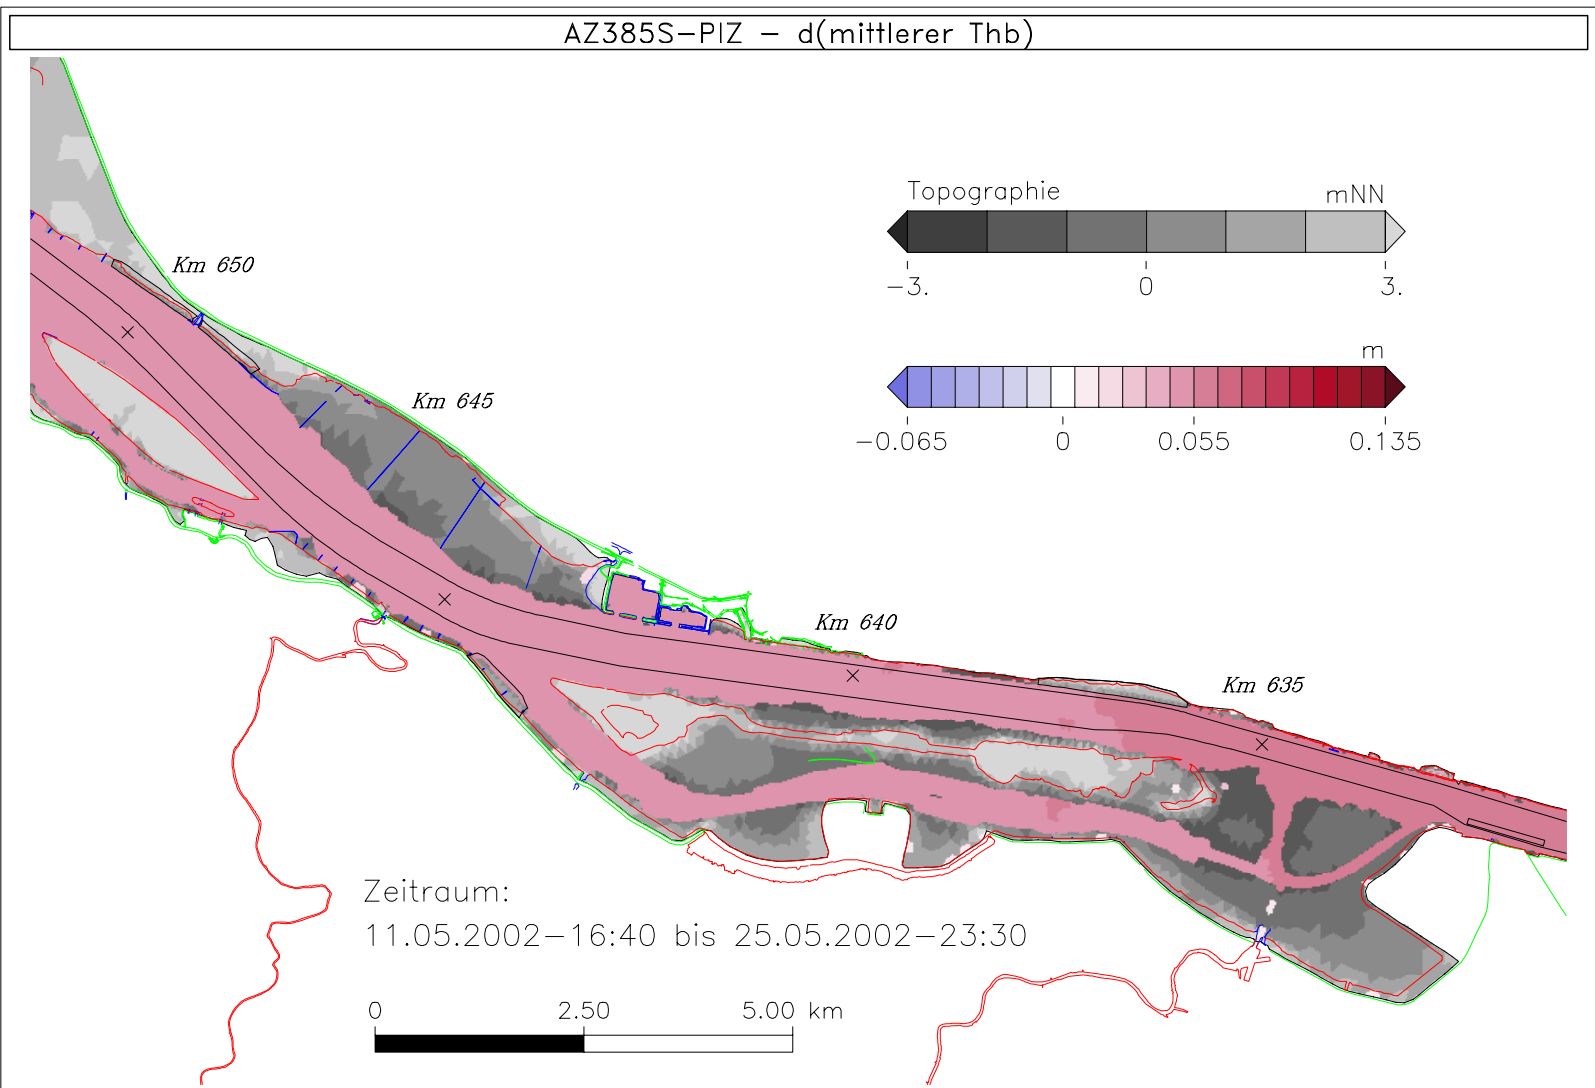 AZ385S-PIZ - d(mittlerer Thb)
Topographie mNN
-3. 0 3.
Km 650
m
-0.065 0 0.055 0.135
Km 645
Km 640
Km 635
Zeitraum:
11.05.2002-16:40 bis 25.05.2002-23:30
0 2.50 5.00 km